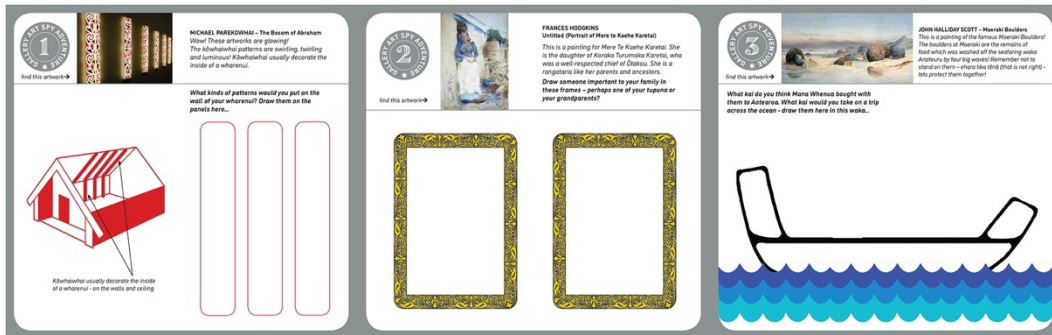 GALLERY ART SPY ADVENTURE
1
find this artwork→
MICHAEL PAREKOWHAI – The Bosom of Abraham
Wow! These artworks are glowing!
The kōwhaiwhai patterns are swirling, twirling
and luminous! Kōwhaiwhai usually decorate the
inside of a wharenui.
What kinds of patterns would you put on the
wall of your wharenui? Draw them on the
panels here...
Kōwhaiwhai usually decorate the inside
of a wharenui - on the walls and ceiling
GALLERY ART SPY ADVENTURE
2
find this artwork→
FRANCES HODGKINS
Untitled (Portrait of Mere te Kaehe Karetai)
This is a painting for Mere Te Kaehe Karetai. She
is the daughter of Koroko Turumaka Karetai, who
was a well-respected chief of Ōtakou. She is a
rangatira like her parents and ancestors.
Draw someone important to your family in
these frames – perhaps one of your tupuna or
your grandparents?
GALLERY ART SPY ADVENTURE
3
find this artwork→
JOHN HALLIDAY SCOTT - Moeraki Boulders
This is a painting of the famous Moeraki Boulders!
The boulders at Moeraki are the remains of
food which was washed off the seafaring waka
Araiteuru by four big waves! Remember not to
stand on them – ehara tika tēnā (that is not right) -
lets protect them together!
What kai do you think Mana Whenua bought with
them to Aotearoa. What kai would you take on a trip
across the ocean - draw them here in this waka...